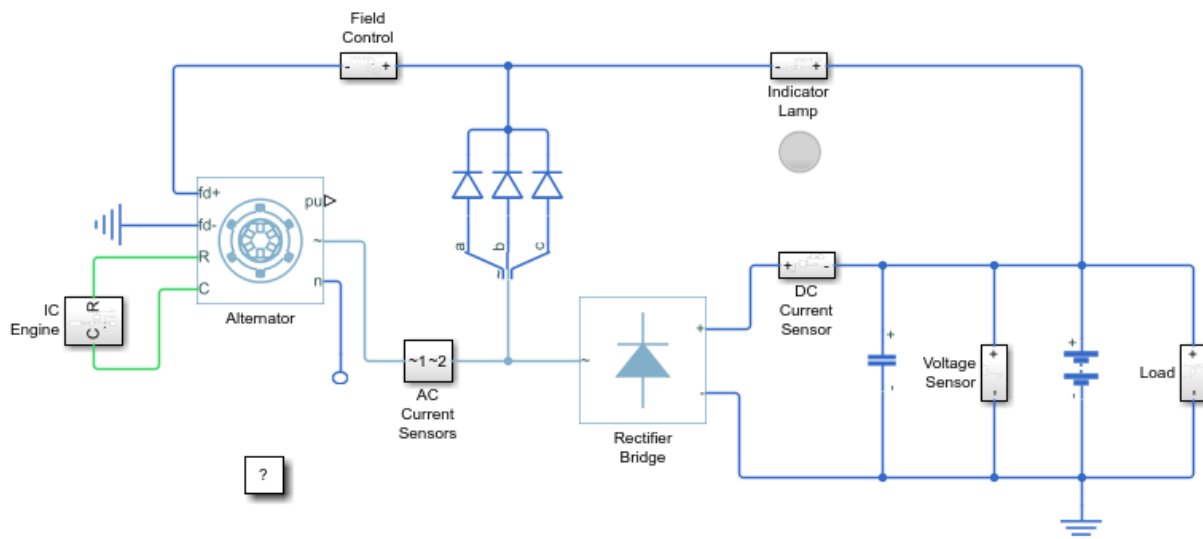 Field
Control
- +
- +
Indicator
Lamp
fd+
pu
fd-
~
R
C
n
a
b
c
IC
Engine
R
C
Alternator
+ -
DC
Current
Sensor
~1 ~2
AC
Current
Sensors
~
+
-
Rectifier
Bridge
+
-
Voltage
Sensor
+
-
+
-
Load
+
-
?